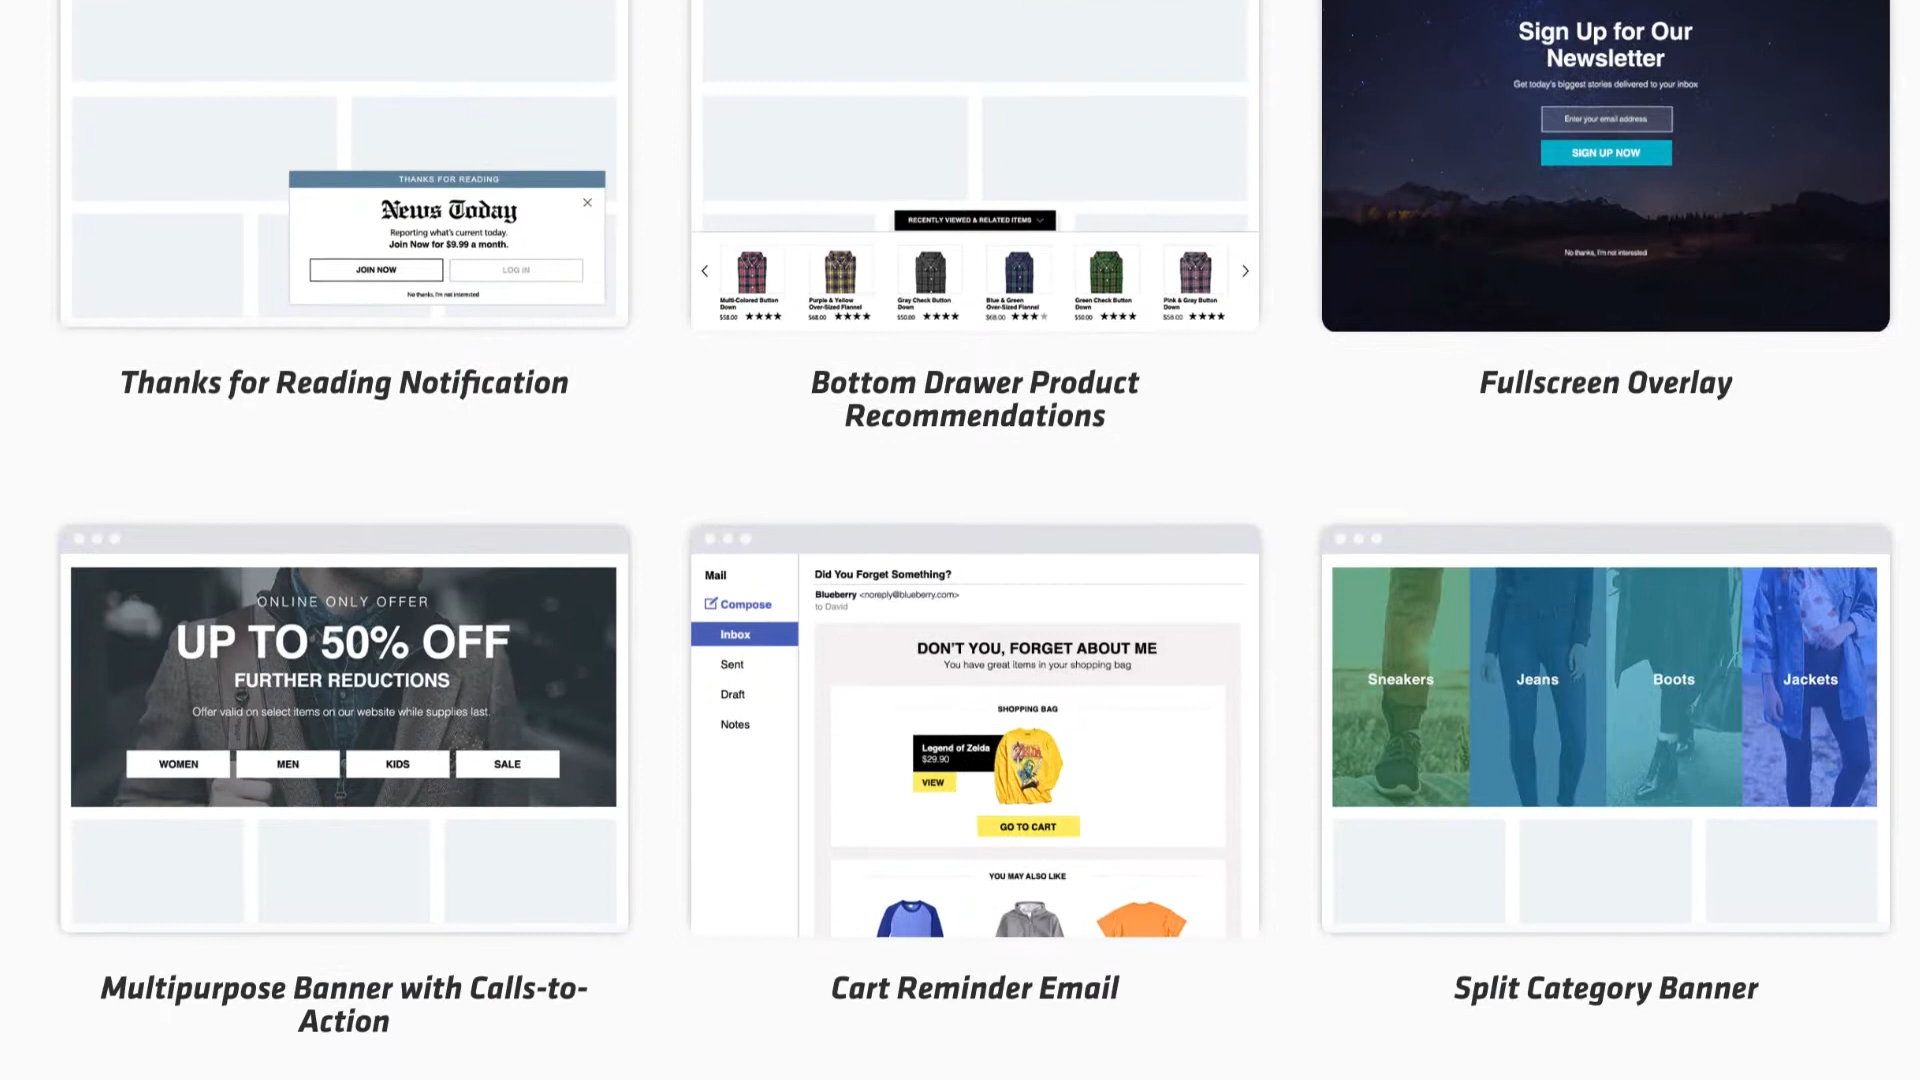 THANKS FOR READING
News Today
Reporting what's current today.
Join Now for $9.99 a month.
JOIN NOW
LOG IN
No thanks, I'm not interested
Thanks for Reading Notification
RECENTLY VIEWED & RELATED ITEMS
Multi-Colored Button
Down
$58.00
Purple & Yellow
Over-Sized Flannel
$68.00
Gray Check Button
Down
$50.00
Blue & Green
Over-Sized Flannel
$68.00
Green Check Button
Down
$50.00
Pink & Gray Button
Down
$58.00
Bottom Drawer Product
Recommendations
Sign Up for Our
Newsletter
Get today's biggest stories delivered to your inbox
Enter your email address
SIGN UP NOW
No thanks, I'm not interested
Fullscreen Overlay
ONLINE ONLY OFFER
UP TO 50% OFF
FURTHER REDUCTIONS
Offer valid on select items on our website while supplies last.
WOMEN
MEN
KIDS
SALE
Multipurpose Banner with Calls-to-
Action
Mail
Compose
Inbox
Sent
Draft
Notes
Did You Forget Something?
Blueberry <noreply@blueberry.com>
to David
DON'T YOU, FORGET ABOUT ME
You have great items in your shopping bag
SHOPPING BAG
Legend of Zelda
$29.90
VIEW
ZELDA
GO TO CART
YOU MAY ALSO LIKE
Cart Reminder Email
Sneakers
Jeans
Boots
Jackets
Split Category Banner